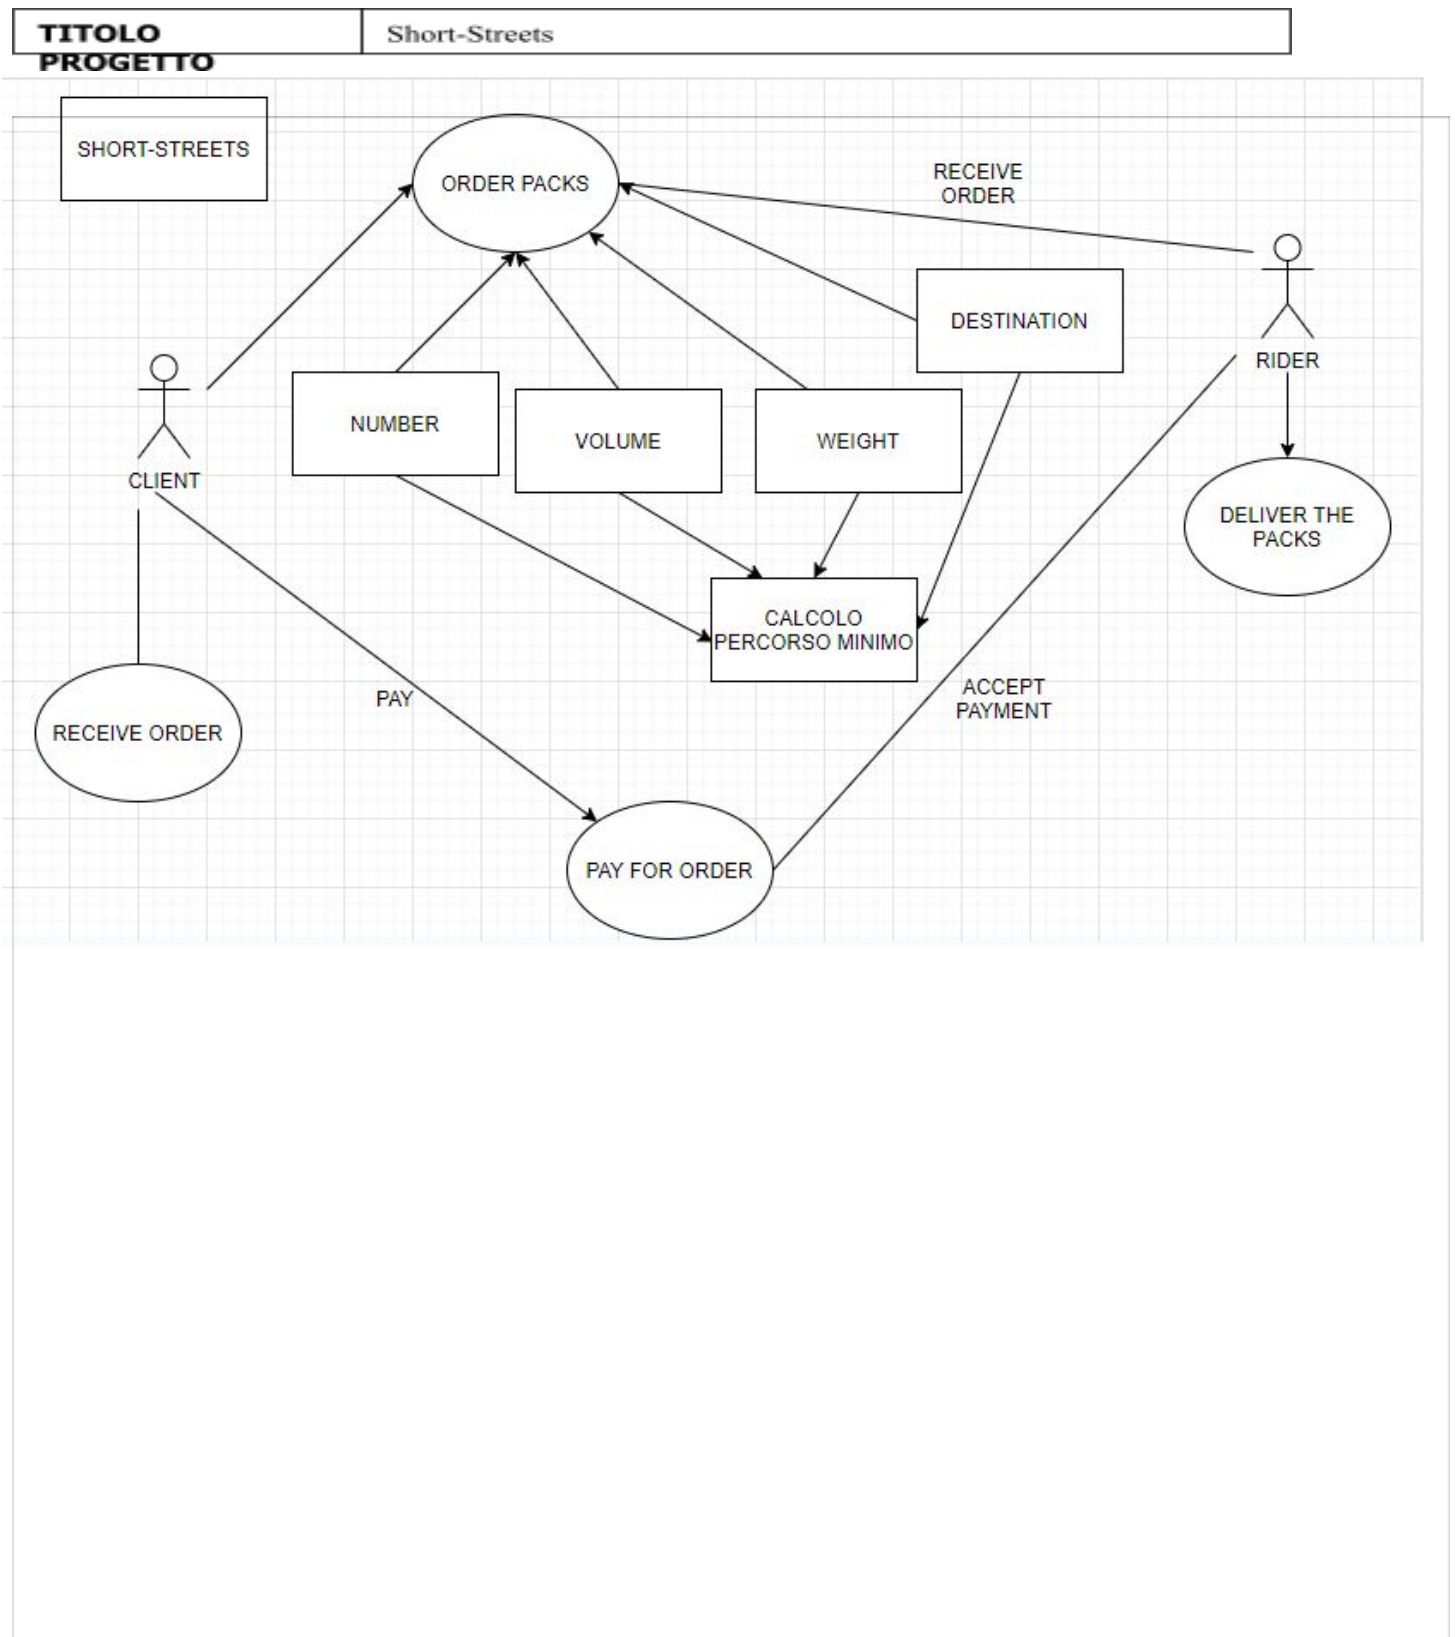 TITOLO
PROGETTO
Short-Streets
SHORT-STREETS
ORDER PACKS
RECEIVE
ORDER
DESTINATION
RIDER
NUMBER
VOLUME
WEIGHT
CLIENT
DELIVER THE
PACKS
CALCOLO
PERCORSO MINIMO
RECEIVE ORDER
PAY
ACCEPT
PAYMENT
PAY FOR ORDER